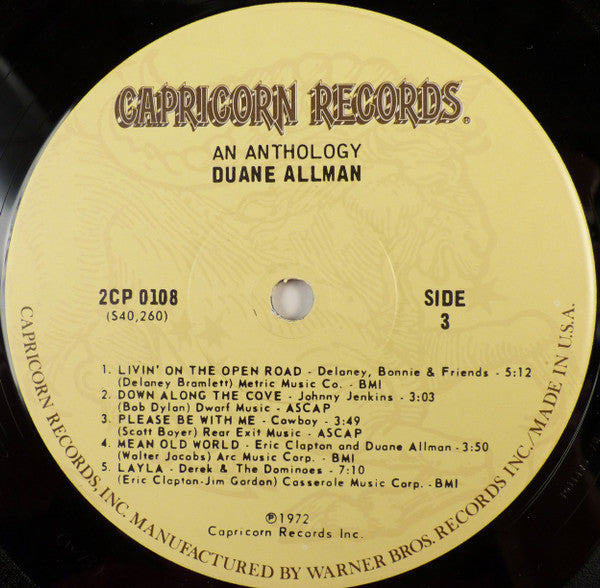 CAPRICORN RECORDS®
AN ANTHOLOGY
DUANE ALLMAN
2CP 0108
(S40,260)
SIDE
3
1. LIVIN' ON THE OPEN ROAD - Delaney, Bonnie & Friends - 5:12
(Delaney Bramlett) Metric Music Co. - BMI
2. DOWN ALONG THE COVE - Johnny Jenkins - 3:03
(Bob Dylan) Dwarf Music - ASCAP
3. PLEASE BE WITH ME - Cowboy - 3:49
(Scott Boyer) Rear Exit Music - ASCAP
4. MEAN OLD WORLD - Eric Clapton and Duane Allman - 3:50
(Walter Jacobs) Arc Music Corp. - BMI
5. LAYLA - Derek & The Dominoes - 7:10
(Eric Clapton-Jim Gordon) Casserole Music Corp. - BMI
℗1972
Capricorn Records Inc.
CAPRICORN RECORDS, INC. MANUFACTURED BY WARNER BROS. RECORDS INC./MADE IN U.S.A.